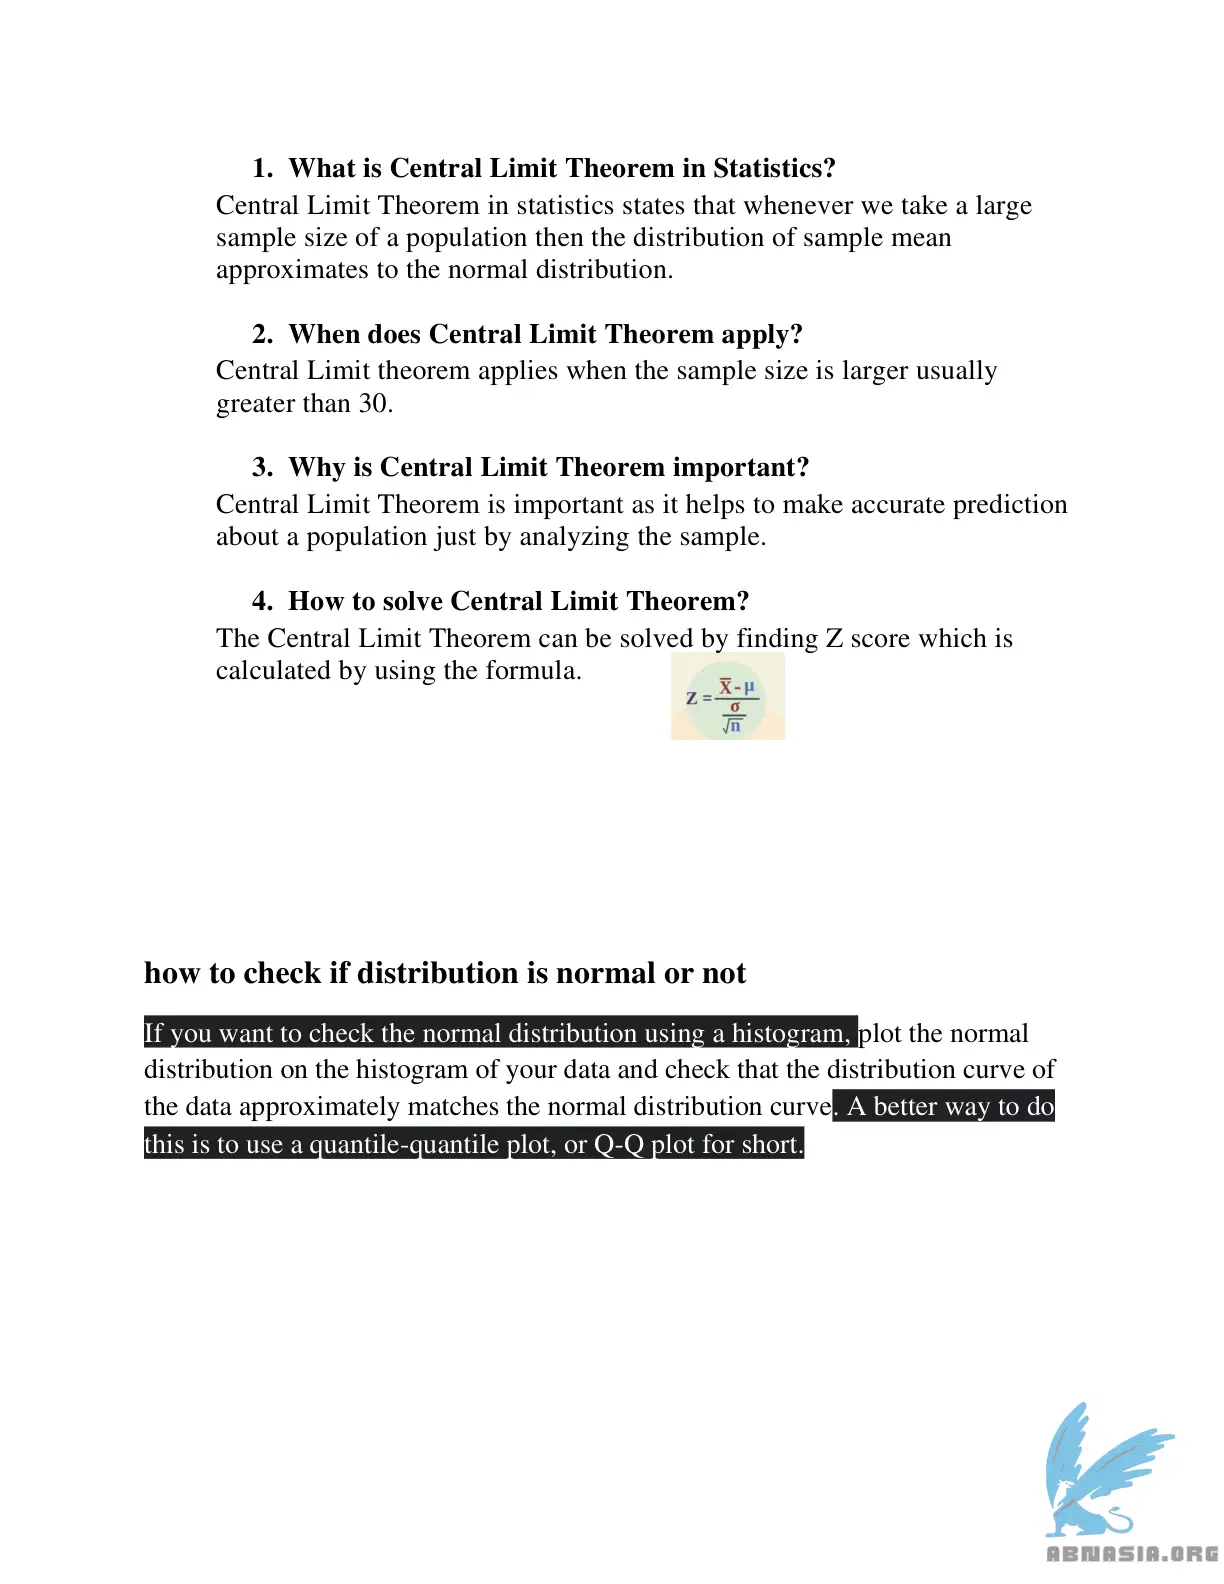 1. What is Central Limit Theorem in Statistics?
Central Limit Theorem in statistics states that whenever we take a large
sample size of a population then the distribution of sample mean
approximates to the normal distribution.
2. When does Central Limit Theorem apply?
Central Limit theorem applies when the sample size is larger usually
greater than 30.
3. Why is Central Limit Theorem important?
Central Limit Theorem is important as it helps to make accurate prediction
about a population just by analyzing the sample.
4. How to solve Central Limit Theorem?
The Central Limit Theorem can be solved by finding Z score which is
calculated by using the formula.
Z = X̅ - μ
σ
√n
how to check if distribution is normal or not
If you want to check the normal distribution using a histogram, plot the normal
distribution on the histogram of your data and check that the distribution curve of
the data approximately matches the normal distribution curve. A better way to do
this is to use a quantile-quantile plot, or Q-Q plot for short.
ABNASIA.ORG